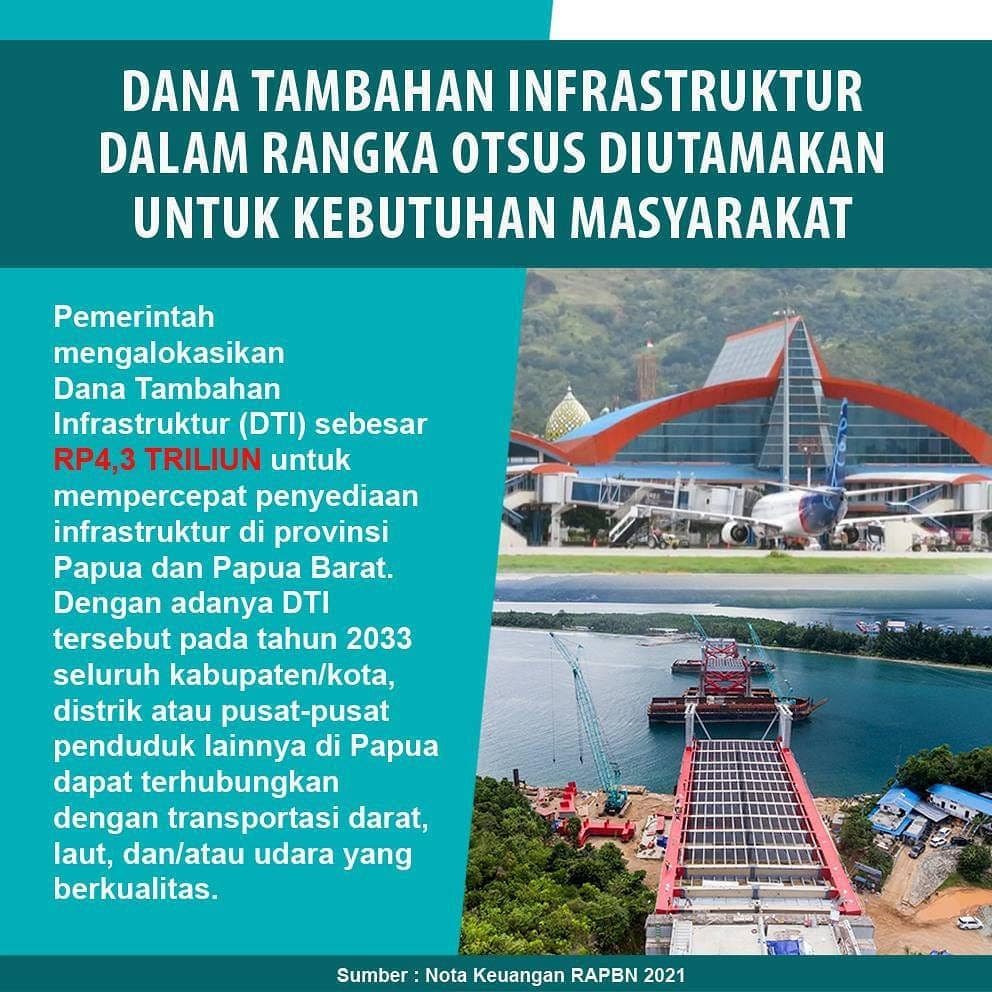 DANA TAMBAHAN INFRASTRUKTUR
DALAM RANGKA OTSUS DIUTAMAKAN
UNTUK KEBUTUHAN MASYARAKAT
Pemerintah
mengalokasikan
Dana Tambahan
Infrastruktur (DTI) sebesar
RP4,3 TRILIUN untuk
mempercepat penyediaan
infrastruktur di provinsi
Papua dan Papua Barat.
Dengan adanya DTI
tersebut pada tahun 2033
seluruh kabupaten/kota,
distrik atau pusat-pusat
penduduk lainnya di Papua
dapat terhubungkan
dengan transportasi darat,
laut, dan/atau udara yang
berkualitas.
Sumber : Nota Keuangan RAPBN 2021